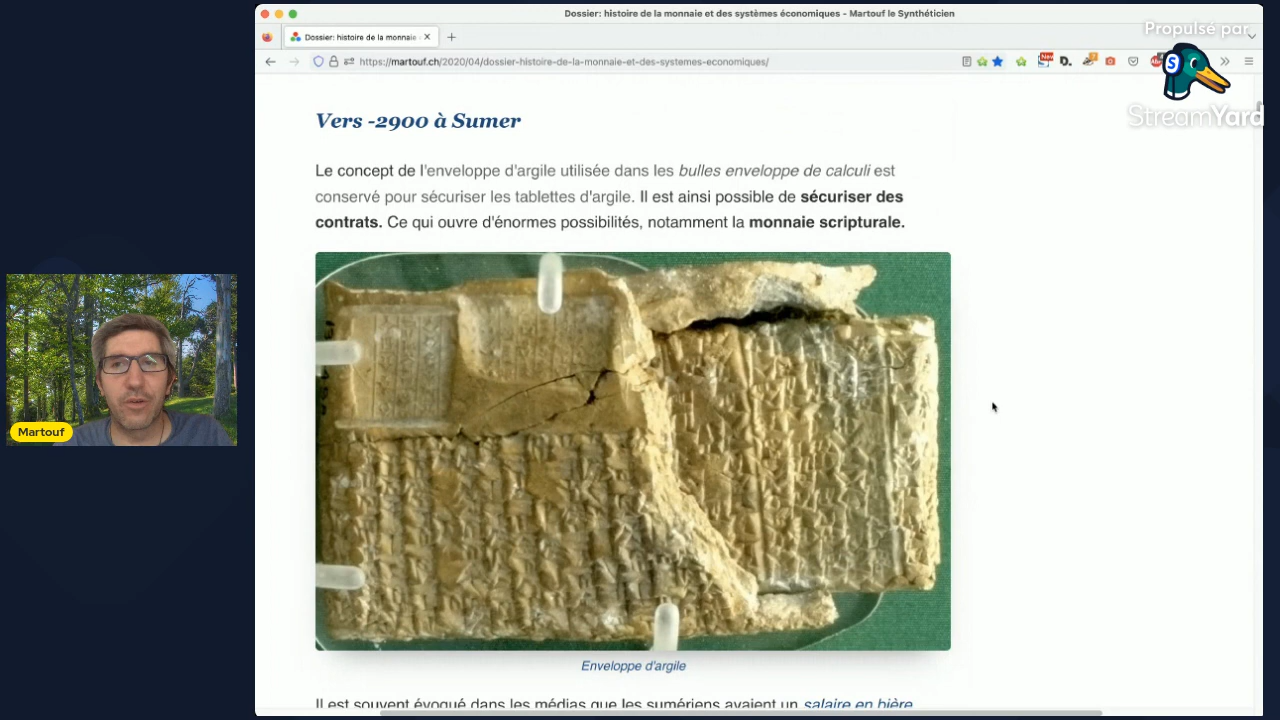 Dossier: histoire de la monnaie et des systèmes économiques - Martouf le Synthéticien
Dossier: histoire de la monnaie
https://martouf.ch/2020/04/dossier-histoire-de-la-monnaie-et-des-systemes-economiques/
New
D.
Propulsé par
S
StreamYard
Vers -2900 à Sumer
Le concept de l'enveloppe d'argile utilisée dans les bulles enveloppe de calculi est
conservé pour sécuriser les tablettes d'argile. Il est ainsi possible de sécuriser des
contrats. Ce qui ouvre d'énormes possibilités, notamment la monnaie scripturale.
Martouf
Enveloppe d'argile
Il est souvent évoqué dans les médias que les sumériens avaient un salaire en bière